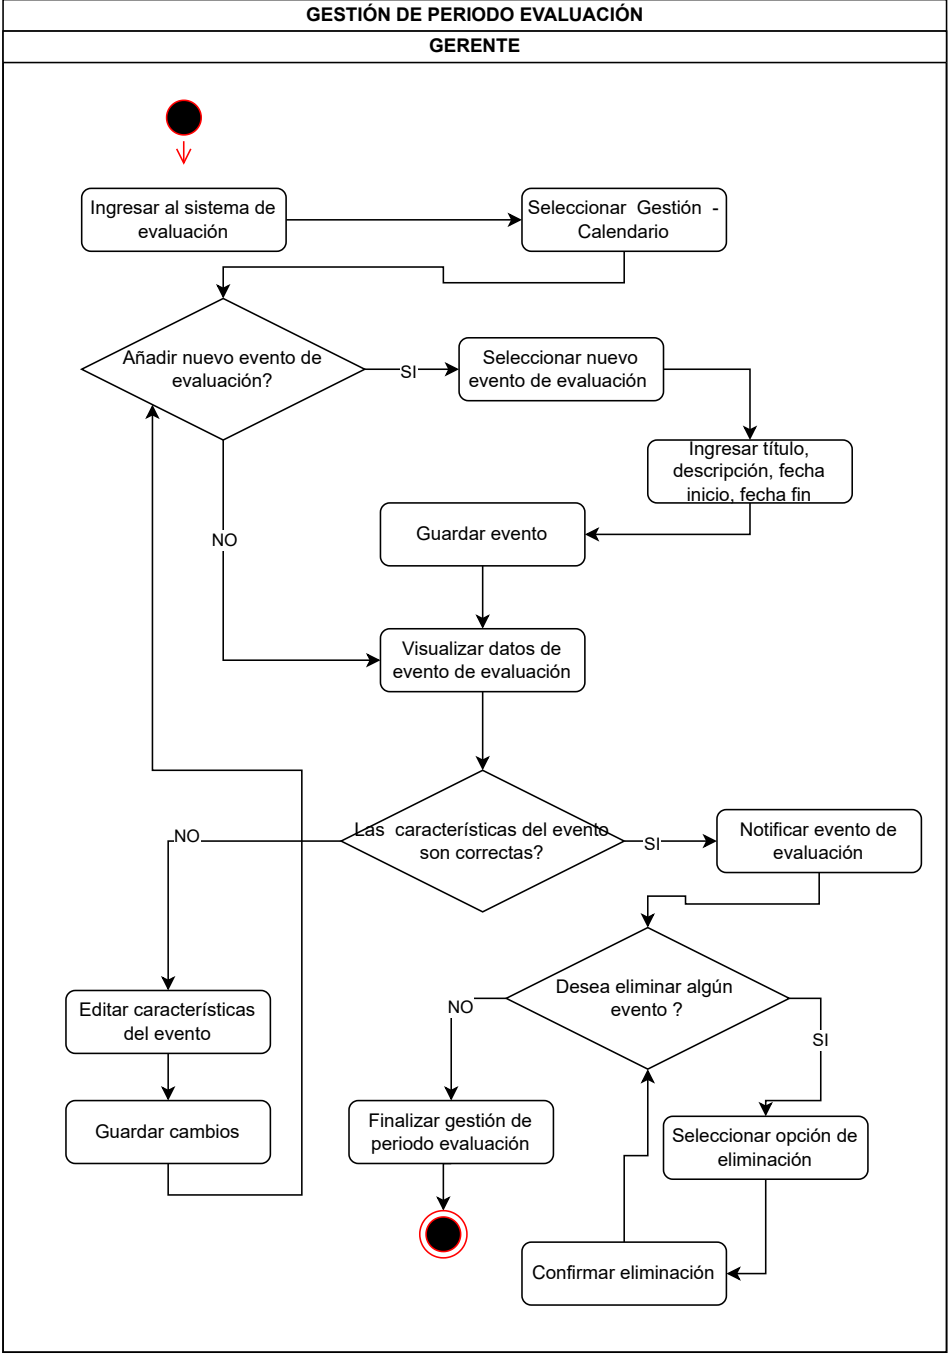 GESTIÓN DE PERIODO EVALUACIÓN
GERENTE
Ingresar al sistema de
evaluación
Seleccionar Gestión -
Calendario
Añadir nuevo evento de
evaluación?
SI
Seleccionar nuevo
evento de evaluación
Ingresar título,
descripción, fecha
inicio, fecha fin
Guardar evento
NO
Visualizar datos de
evento de evaluación
Las características del evento
son correctas?
NO
SI
Notificar evento de
evaluación
Desea eliminar algún
evento ?
NO
SI
Editar características
del evento
Guardar cambios
Finalizar gestión de
periodo evaluación
Seleccionar opción de
eliminación
Confirmar eliminación